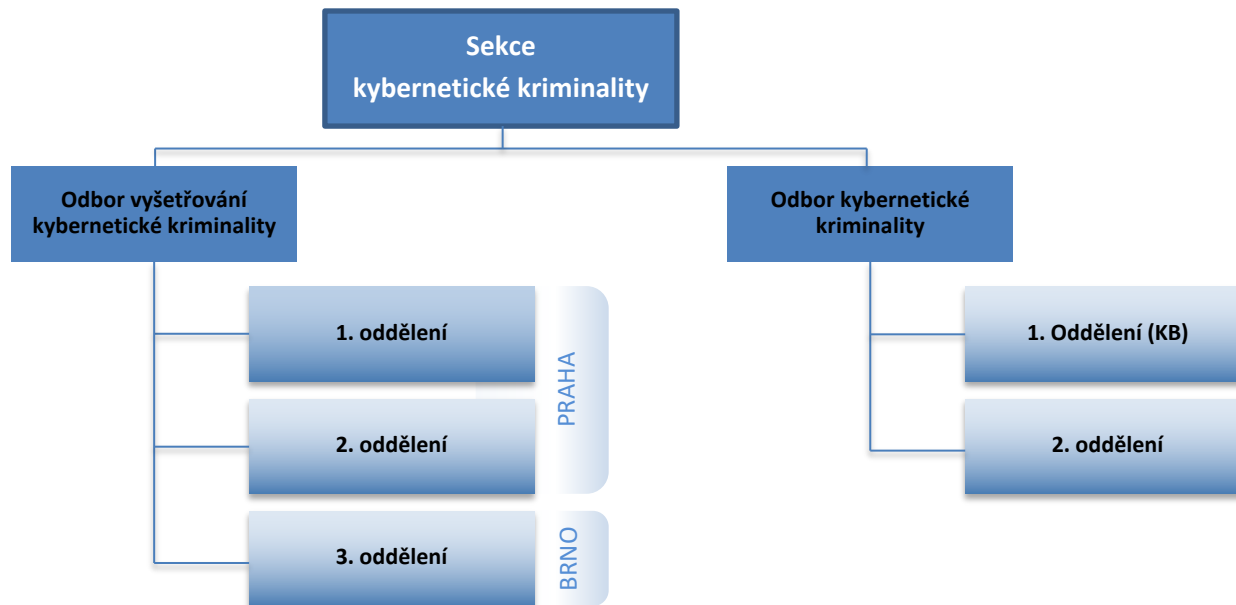 Sekce
kybernetické kriminality
Odbor vyšetřování
kybernetické kriminality
Odbor kybernetické
kriminality
1. oddělení
2. oddělení
3. oddělení
PRAHA
BRNO
1. Oddělení (KB)
2. oddělení